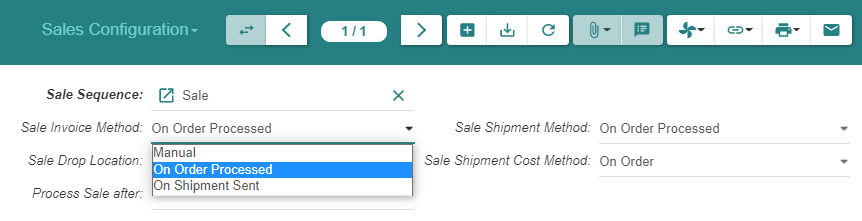 Sales Configuration
1 / 1
Sale Sequence: Sale
Sale Invoice Method: On Order Processed Sale Shipment Method: On Order Processed
Manual
Sale Drop Location: On Order Processed Sale Shipment Cost Method: On Order
On Shipment Sent
Process Sale after: